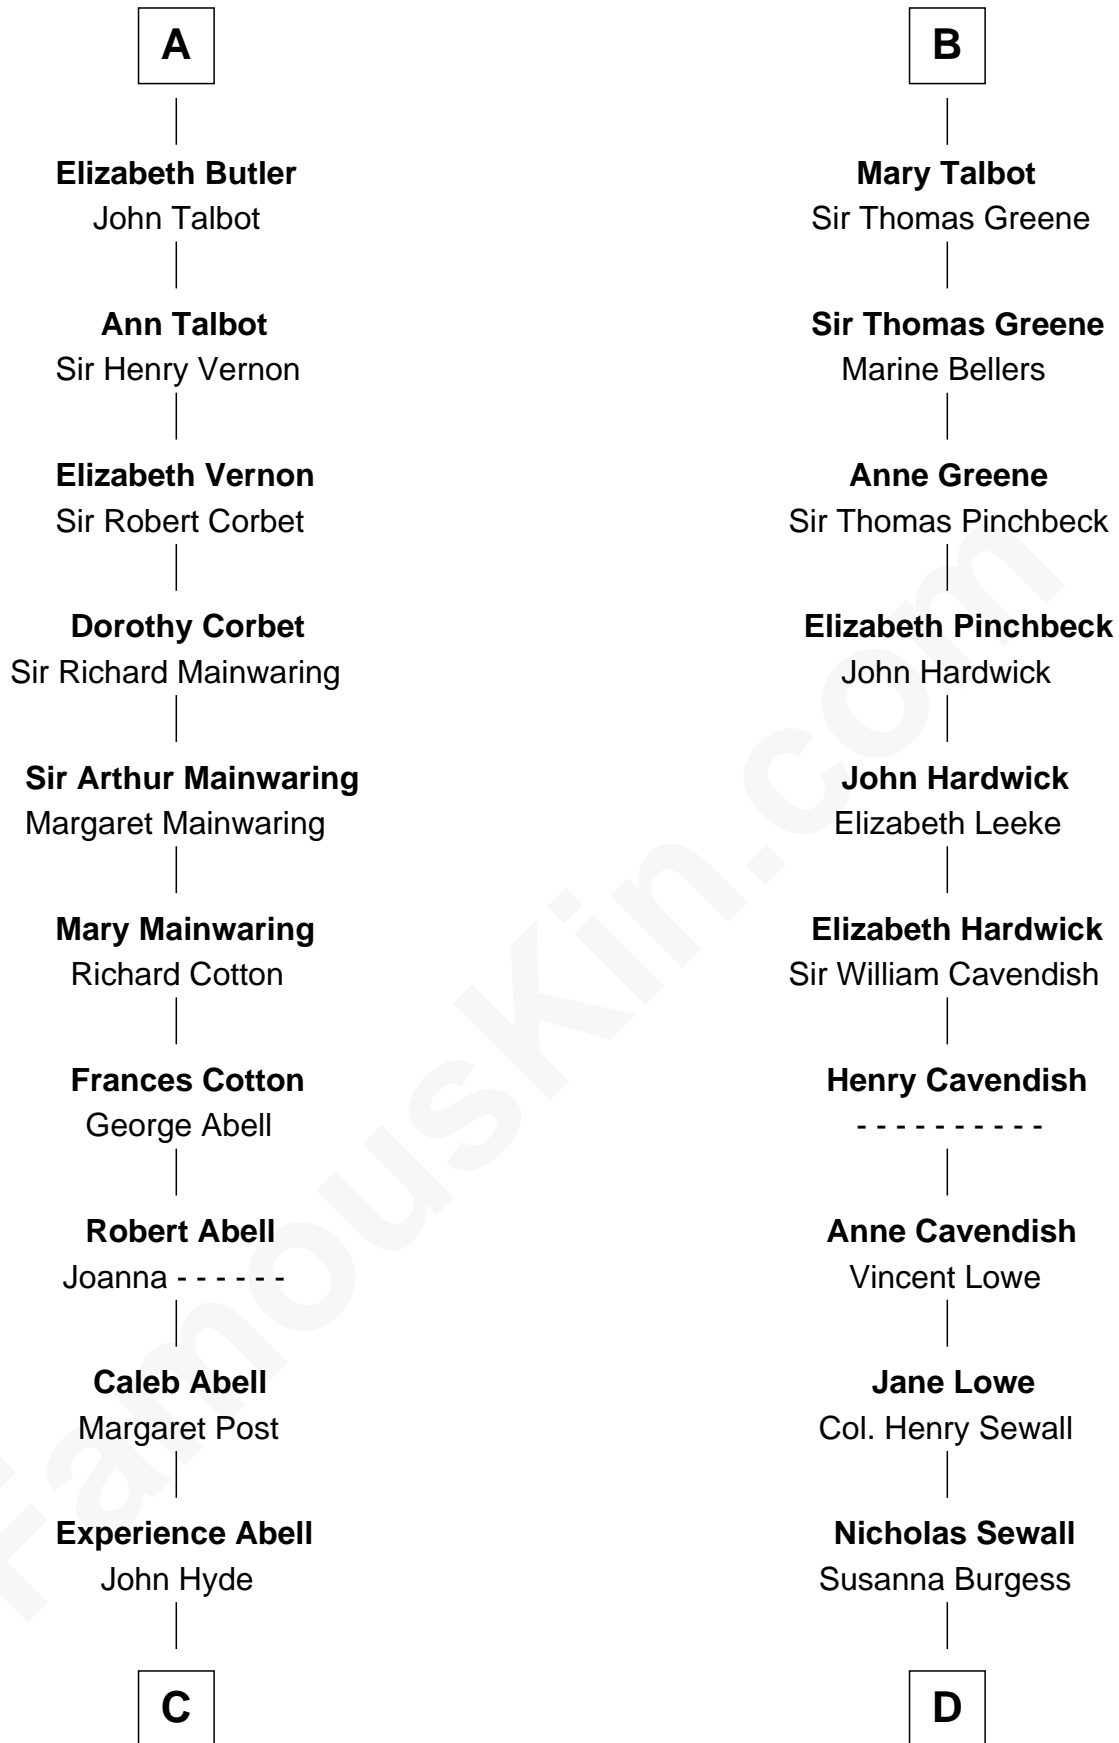 A
Elizabeth Butler
John Talbot
Ann Talbot
Sir Henry Vernon
Elizabeth Vernon
Sir Robert Corbet
Dorothy Corbet
Sir Richard Mainwaring
Sir Arthur Mainwaring
Margaret Mainwaring
Mary Mainwaring
Richard Cotton
Frances Cotton
George Abell
Robert Abell
Joanna - - - - - -
Caleb Abell
Margaret Post
Experience Abell
John Hyde
C
B
Mary Talbot
Sir Thomas Greene
Sir Thomas Greene
Marine Bellers
Anne Greene
Sir Thomas Pinchbeck
Elizabeth Pinchbeck
John Hardwick
John Hardwick
Elizabeth Leeke
Elizabeth Hardwick
Sir William Cavendish
Henry Cavendish
- - - - - - - - - -
Anne Cavendish
Vincent Lowe
Jane Lowe
Col. Henry Sewall
Nicholas Sewall
Susanna Burgess
D
FamousKin.com